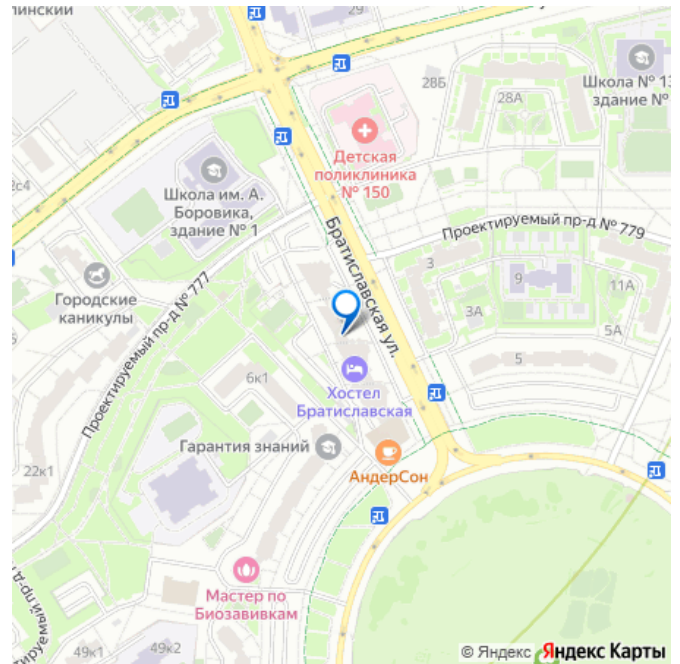 линский
29
28Б
28А
Школа № 13
здание №
Детская
поликлиника
№ 150
2с4
Школа им. А.
Боровика,
здание № 1
Братиславская ул.
Проектируемый пр-д № 779
3
9
11А
Городские
каникулы
Проектируемый пр-д № 777
3А
5А
5
6к1
Хостел
Братиславская
Гарантия знаний
АндерСон
22к1
Мастер по
Биозавивкам
49к1
49к2
© Яндекс Яндекс Карты